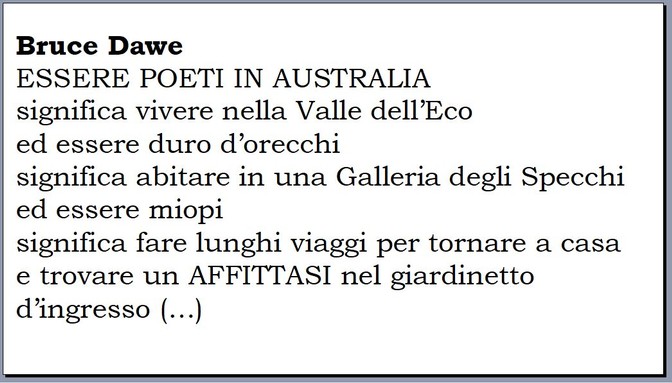 Bruce Dawe
ESSERE POETI IN AUSTRALIA
significa vivere nella Valle dell’Eco
ed essere duro d’orecchi
significa abitare in una Galleria degli Specchi
ed essere miopi
significa fare lunghi viaggi per tornare a casa
e trovare un AFFITTASI nel giardinetto
d’ingresso (…)